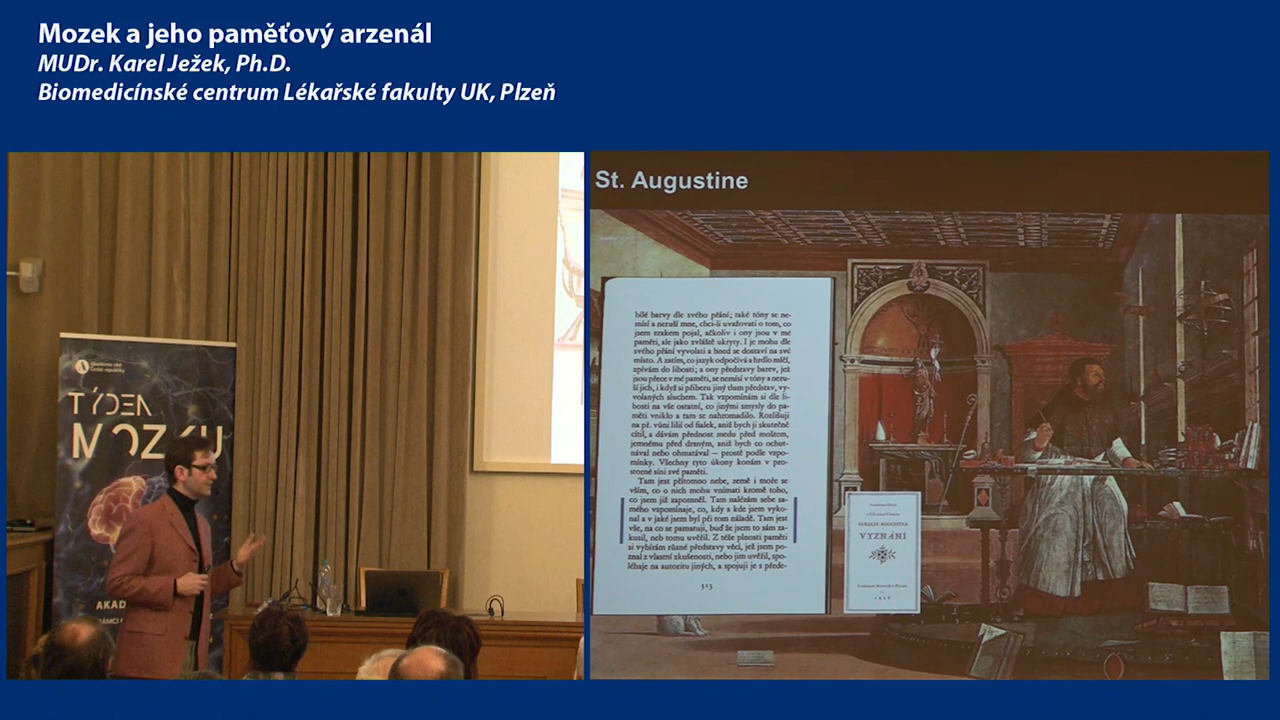 Mozek a jeho paměťový arzenál
MUDr. Karel Ježek, Ph.D.
Biomedicínské centrum Lékařské fakulty UK, Plzeň
Akademie věd
České republiky
TÝDEN
MOZKU
AKAD
St. Augustine
bílé barvy dle svého přání; také tóny se ne-
mísí a neruší mne, chci-li uvažovati o tom, co
jsem zrakem pojal, ačkoliv i ony jsou v mé
paměti, ale jako zvláště ukryty. I je mohu dle
svého přání vyvolati a hned se dostaví na své
místo. A zatím, co jazyk odpočívá a hrdlo mlčí,
zpívám do libosti; a ony představy barev, jež
jsou přece v mé paměti, se nemísí v tóny a neru-
ší jich, i když si přiberu jiný tlum představ, vy-
volaných sluchem. Tak vzpomínám si dle li-
bosti na vše ostatní, co jinými smysly do pa-
měti vniklo a tam se nahromadilo. Rozlišuji
na př. vůni lilií od fialek, aniž bych ji skutečně
cítil, a dávám přednost medu před moštem,
jemnému před drsným, aniž bych co ochut-
nával nebo ohmatával — prostě podle vzpo-
mínky. Všechny tyto úkony konám v pro-
storné síni své paměti.
Tam jest přítomno nebe, země i moře se
vším, co o nich mohu vnímati kromě toho,
co jsem již zapomněl. Tam nalézám sebe sa-
mého vzpomínaje, co, kdy a kde jsem vyko-
nal a v jaké jsem byl při tom náladě. Tam jest
vše, na co se pamatuji, buď že jsem to sám za-
kusil, neb tomu uvěřil. Z téže plnosti paměti
si vybírám různé představy věcí, jež jsem po-
znal z vlastní zkušenosti, nebo jim uvěřil, spo-
léhaje na autoritu jiných, a spojuji je s přede-
313
AURELIA AUGUSTINA
VYZNÁNÍ